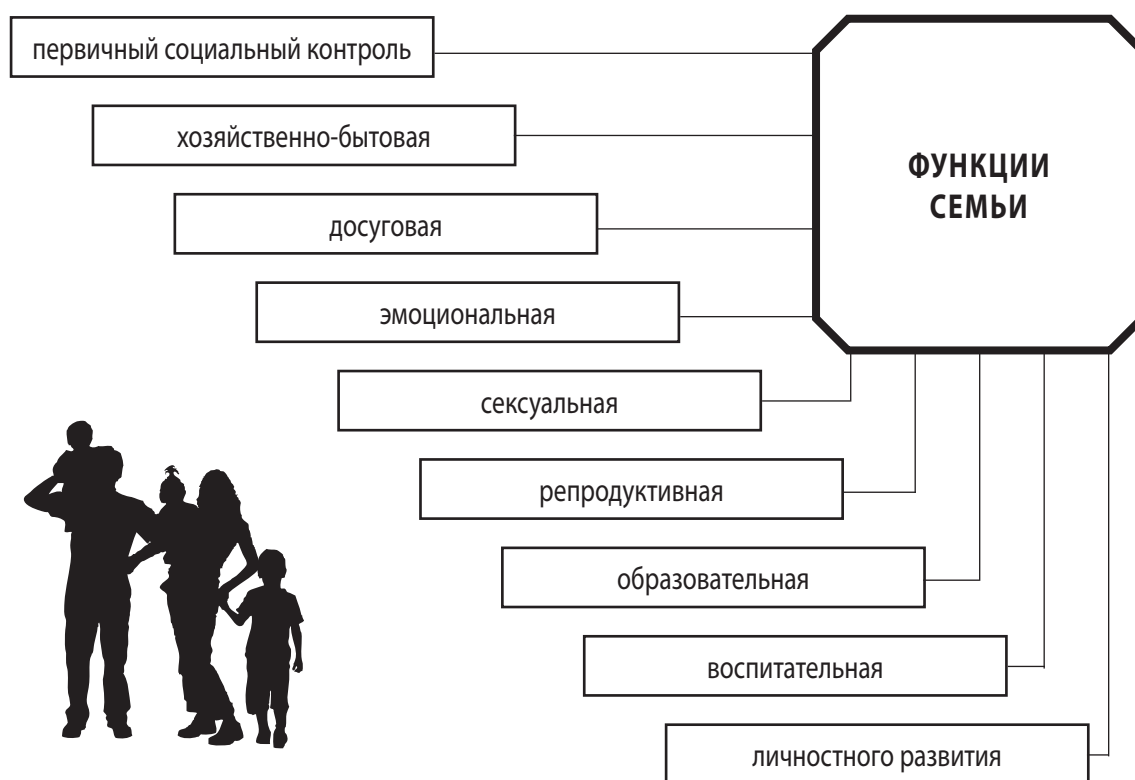 первичный социальный контроль
хозяйственно-бытовая
ФУНКЦИИ
СЕМЬИ
досуговая
эмоциональная
сексуальная
репродуктивная
образовательная
воспитательная
личностного развития